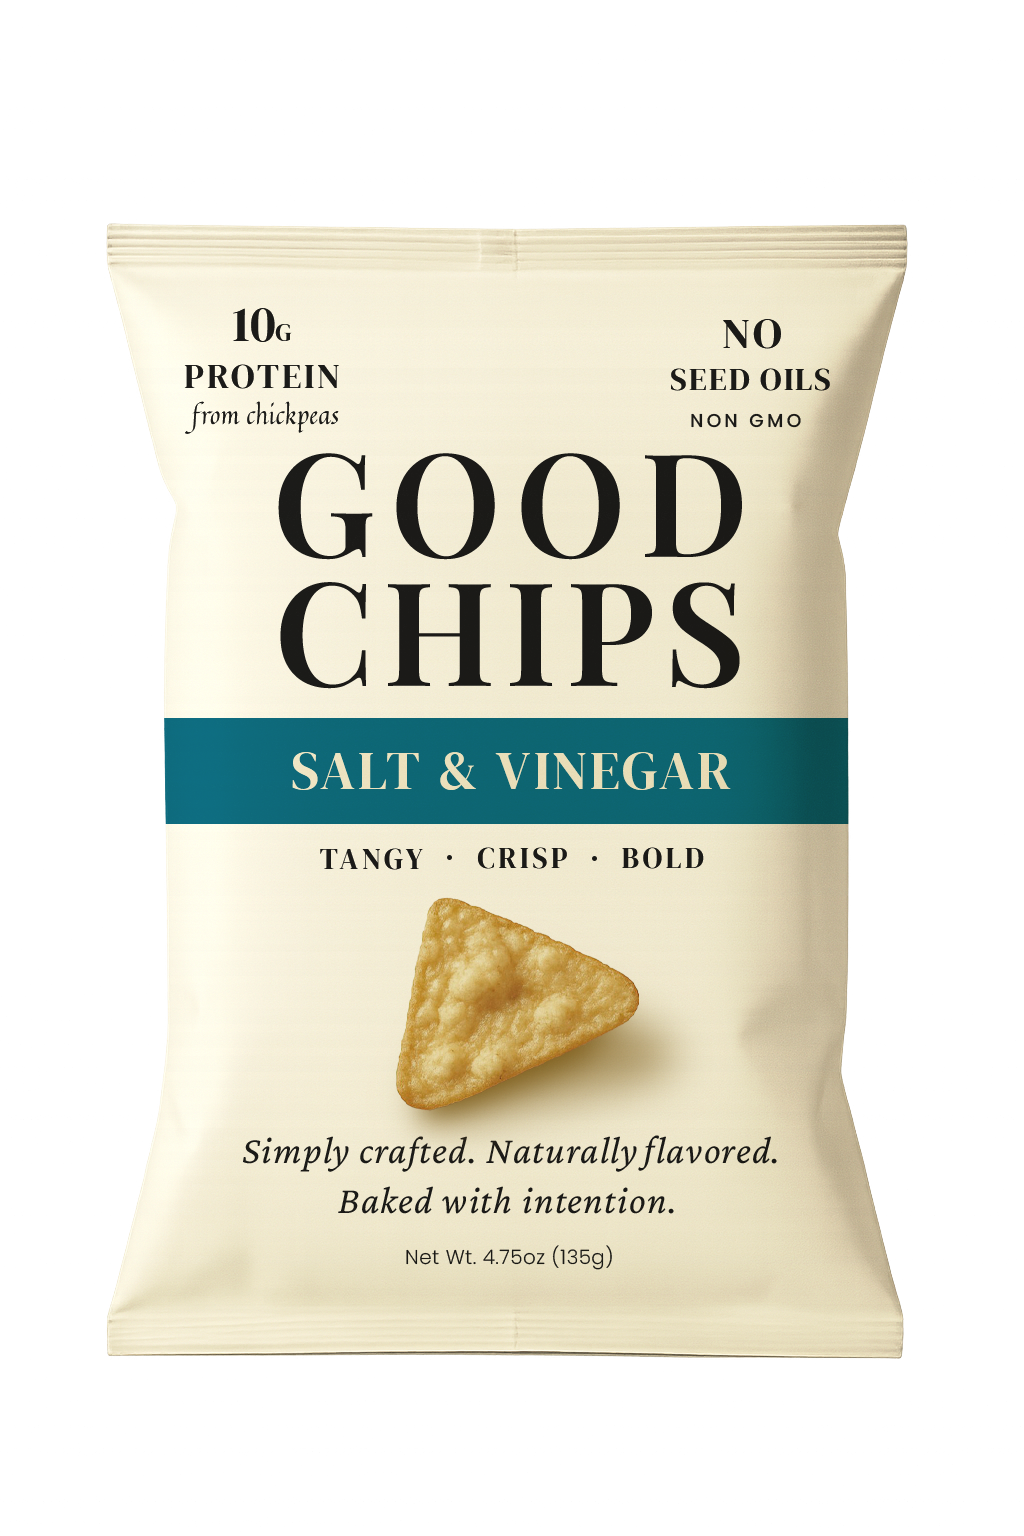 10G
PROTEIN
from chickpeas
NO
SEED OILS
NON GMO
GOOD
CHIPS
SALT & VINEGAR
TANGY · CRISP · BOLD
Simply crafted. Naturally flavored.
Baked with intention.
Net Wt. 4.75oz (135g)